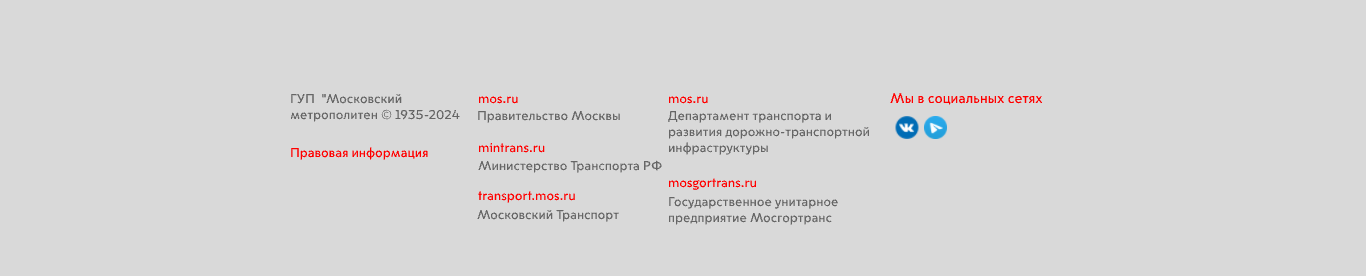 ГУП "Московский
метрополитен © 1935-2024
Правовая информация
mos.ru
Правительство Москвы
mintrans.ru
Министерство Транспорта РФ
transport.mos.ru
Московский Транспорт
mos.ru
Департамент транспорта и
развития дорожно-транспортной
инфраструктуры
mosgortrans.ru
Государственное унитарное
предприятие Мосгортранс
Мы в социальных сетях